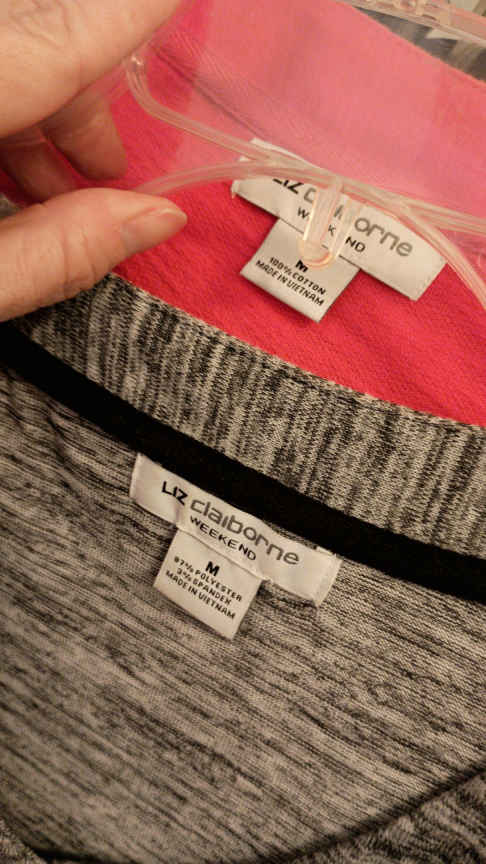 LIZ claiborne
WEEKEND
M
100% COTTON
MADE IN VIETNAM
LIZ claiborne
WEEKEND
M
97% POLYESTER
3% SPANDEX
MADE IN VIETNAM